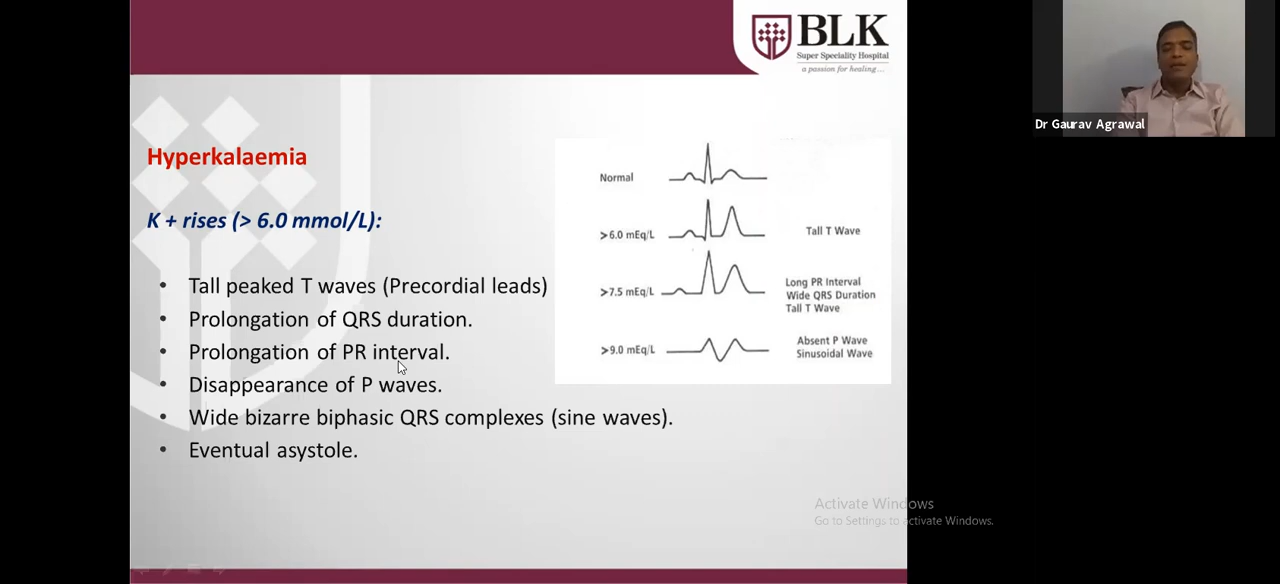 BLK
Super Speciality Hospital
a passion for healing...
Dr Gaurav Agrawal
Hyperkalaemia
K + rises (> 6.0 mmol/L):
• Tall peaked T waves (Precordial leads)
• Prolongation of QRS duration.
• Prolongation of PR interval.
• Disappearance of P waves.
• Wide bizarre biphasic QRS complexes (sine waves).
• Eventual asystole.
Normal
>6.0 mEq/L
Tall T Wave
>7.5 mEq/L
Long PR Interval
Wide QRS Duration
Tall T Wave
>9.0 mEq/L
Absent P Wave
Sinusoidal Wave
Activate Windows
Go to Settings to activate Windows.